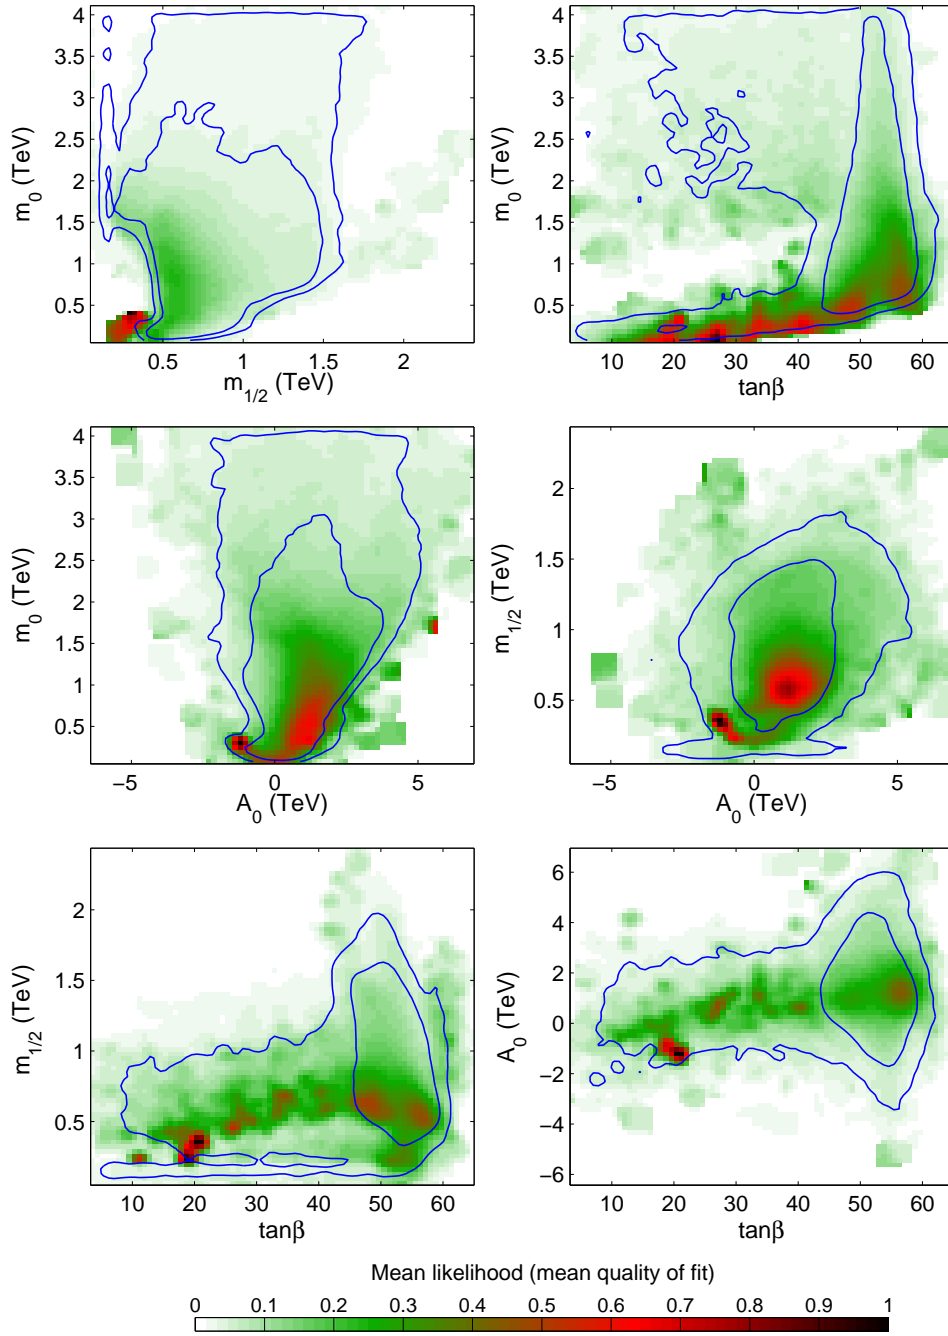 4
3.5
3
2.5
2
1.5
1
0.5
m0 (TeV)
0.5 1 1.5 2
m1/2 (TeV)
4
3.5
3
2.5
2
1.5
1
0.5
m0 (TeV)
10 20 30 40 50 60
tanβ
4
3.5
3
2.5
2
1.5
1
0.5
m0 (TeV)
−5 0 5
A0 (TeV)
2
1.5
1
0.5
m1/2 (TeV)
−5 0 5
A0 (TeV)
2
1.5
1
0.5
m1/2 (TeV)
10 20 30 40 50 60
tanβ
6
4
2
0
−2
−4
−6
A0 (TeV)
10 20 30 40 50 60
tanβ
Mean likelihood (mean quality of fit)
0 0.1 0.2 0.3 0.4 0.5 0.6 0.7 0.8 0.9 1